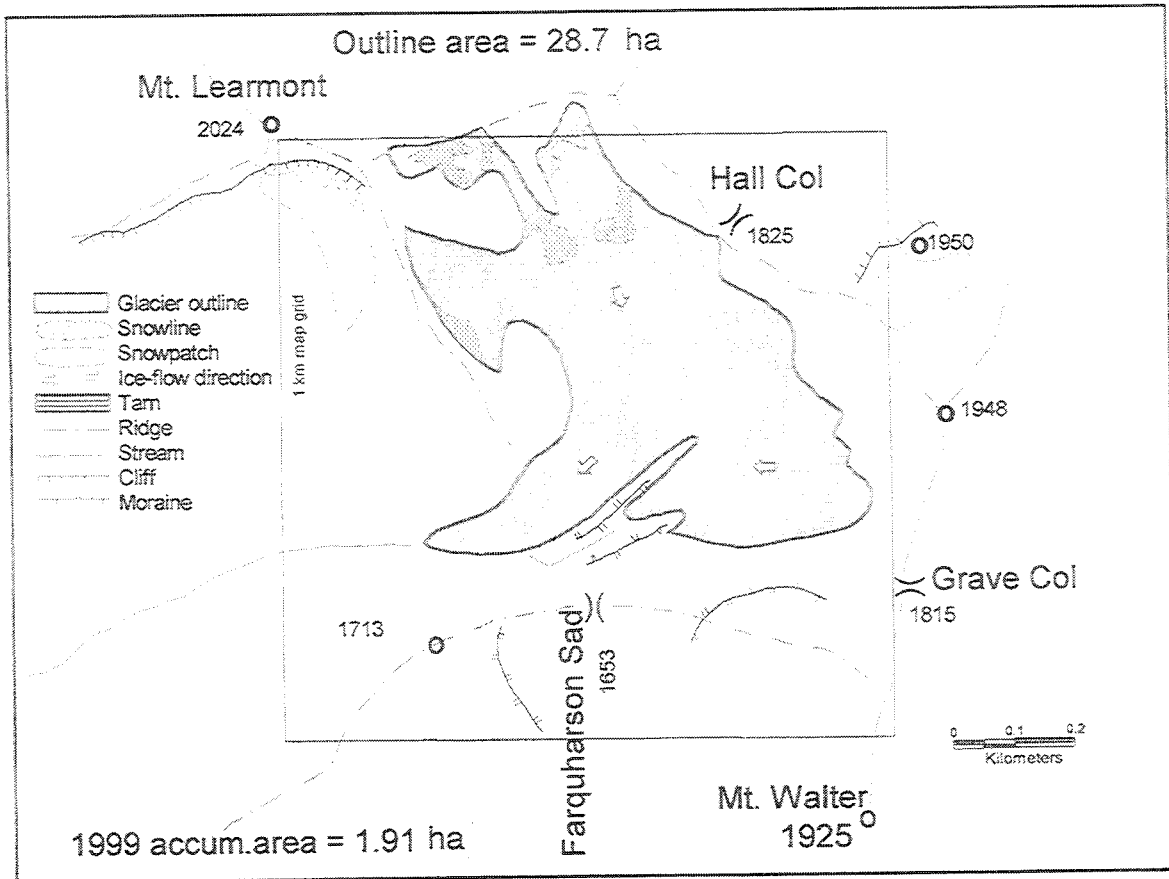 Outline area = 28.7 ha
Mt. Learmont
2024
Hall Col
1825
1950
Glacier outline
Snowline
Snowpatch
Ice-flow direction
Tarn
Ridge
Stream
Cliff
Moraine
1 km map grid
1948
Grave Col
1815
1713
Farquharson Sad
1653
0 0.1 0.2
Kilometers
Mt. Walter
1925
1999 accum.area = 1.91 ha